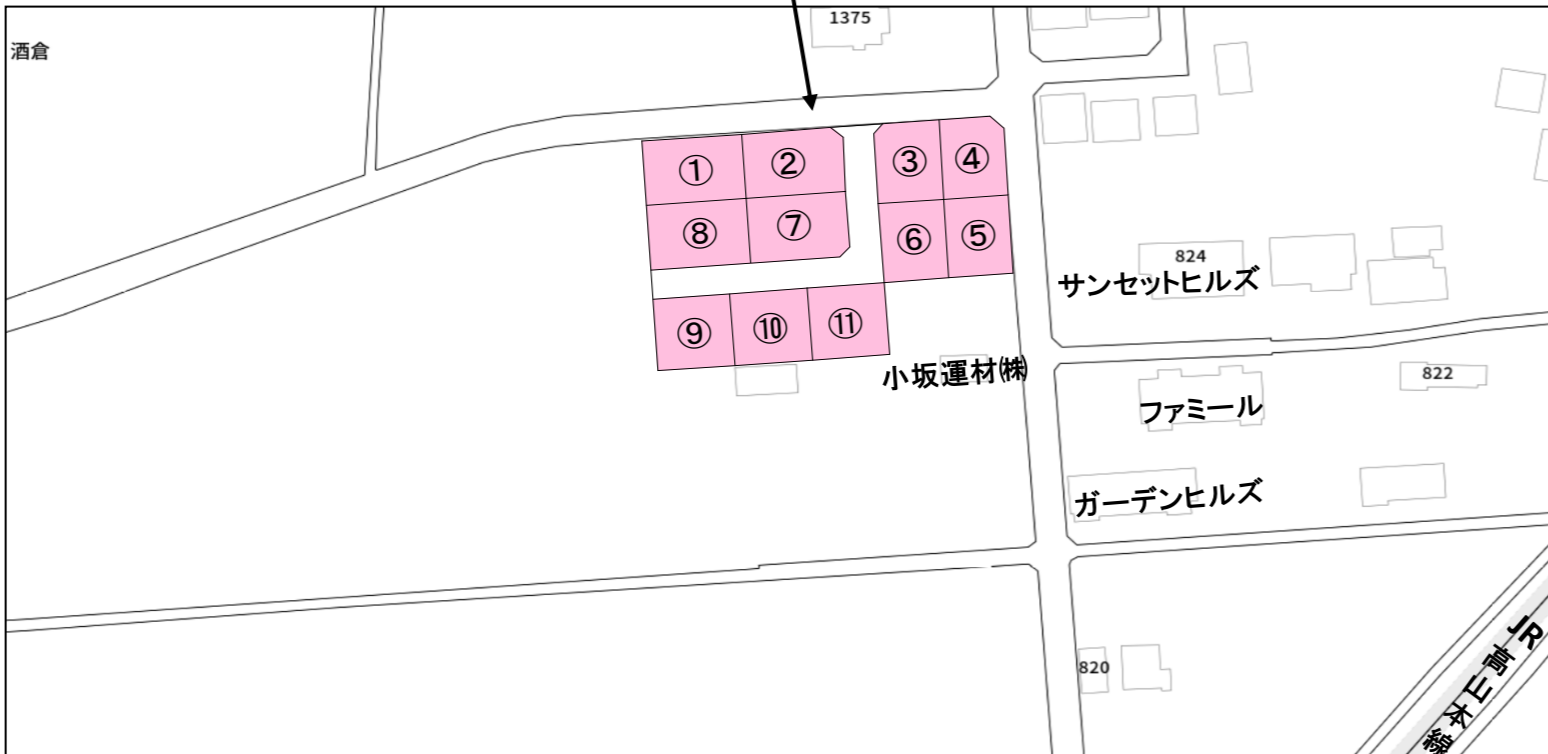 1375
酒倉
①
②
③
④
⑧
⑦
⑥
⑤
824
サンセットヒルズ
⑨
⑩
⑪
小坂運材㈱
822
ファミール
ガーデンヒルズ
820
JR高山本線